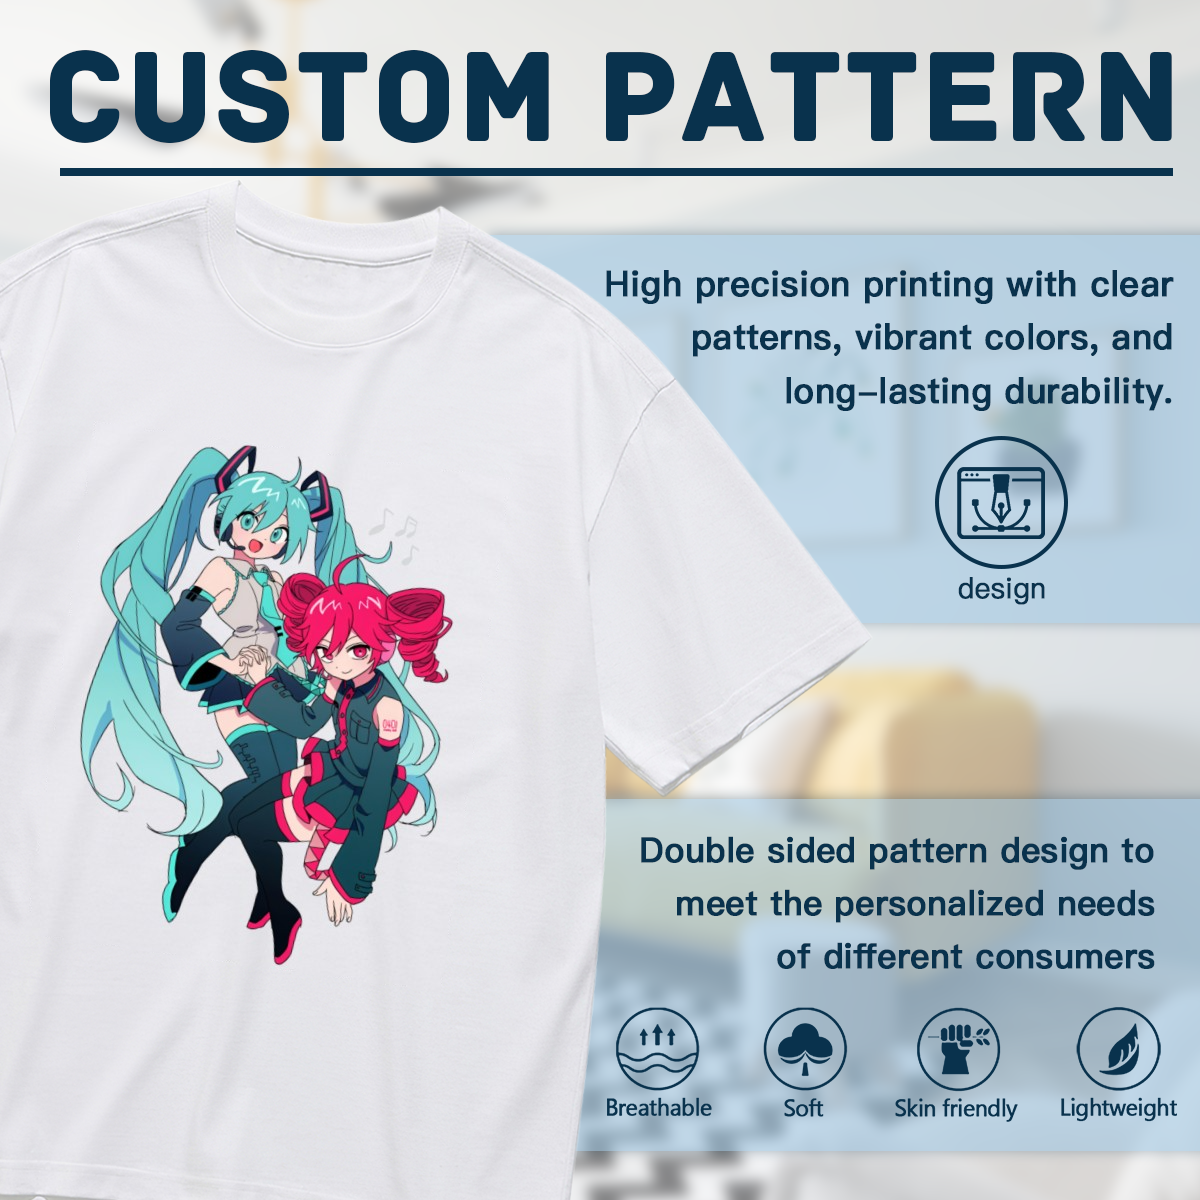 CUSTOM PATTERN
High precision printing with clear
patterns, vibrant colors, and
long-lasting durability.
design
0401
Double sided pattern design to
meet the personalized needs
of different consumers
Breathable
Soft
Skin friendly
Lightweight